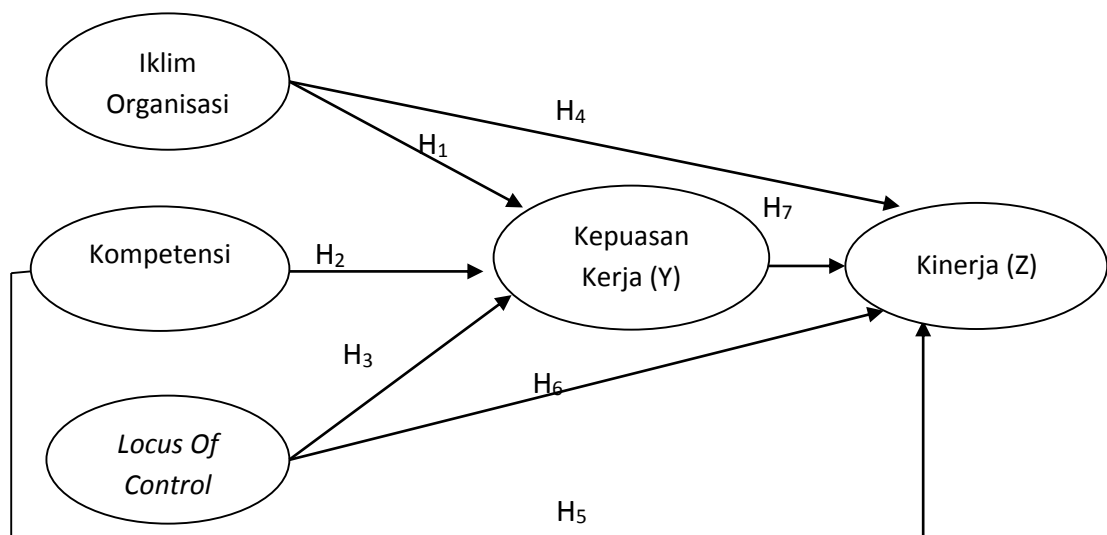 Iklim
Organisasi
H4
H1
H7
Kompetensi
H2
Kepuasan
Kerja (Y)
Kinerja (Z)
H3
H6
Locus Of
Control
H5